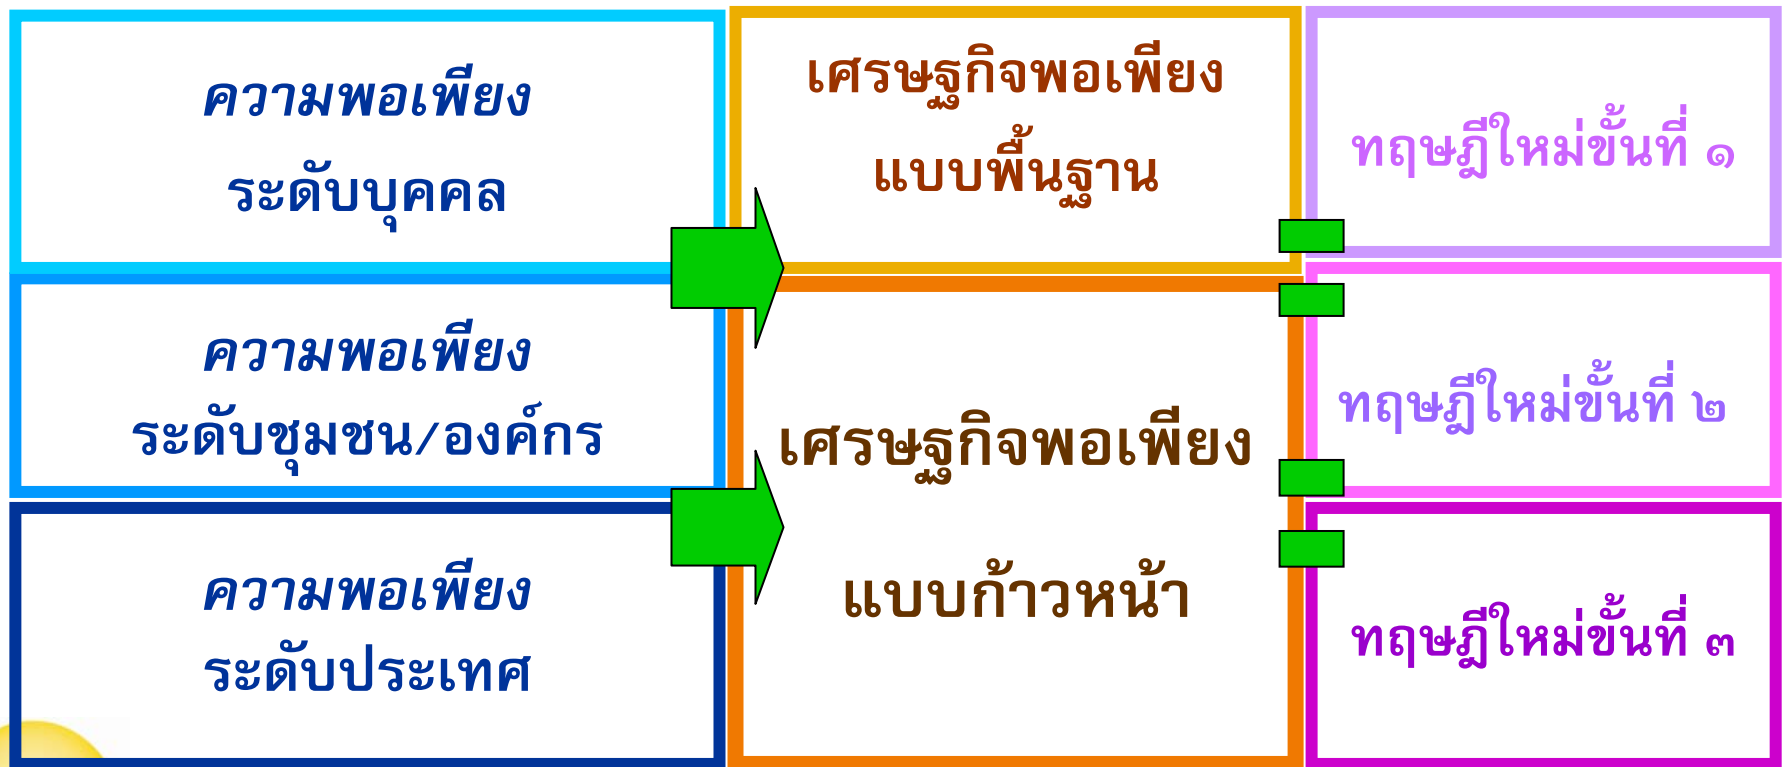 ความพอเพียง
ระดับบุคคล
เศรษฐกิจพอเพียง
แบบพื้นฐาน
ทฤษฎีใหม่ขั้นที่ ๑
ความพอเพียง
ระดับชุมชน/องค์กร
เศรษฐกิจพอเพียง
แบบก้าวหน้า
ทฤษฎีใหม่ขั้นที่ ๒
ความพอเพียง
ระดับประเทศ
ทฤษฎีใหม่ขั้นที่ ๓